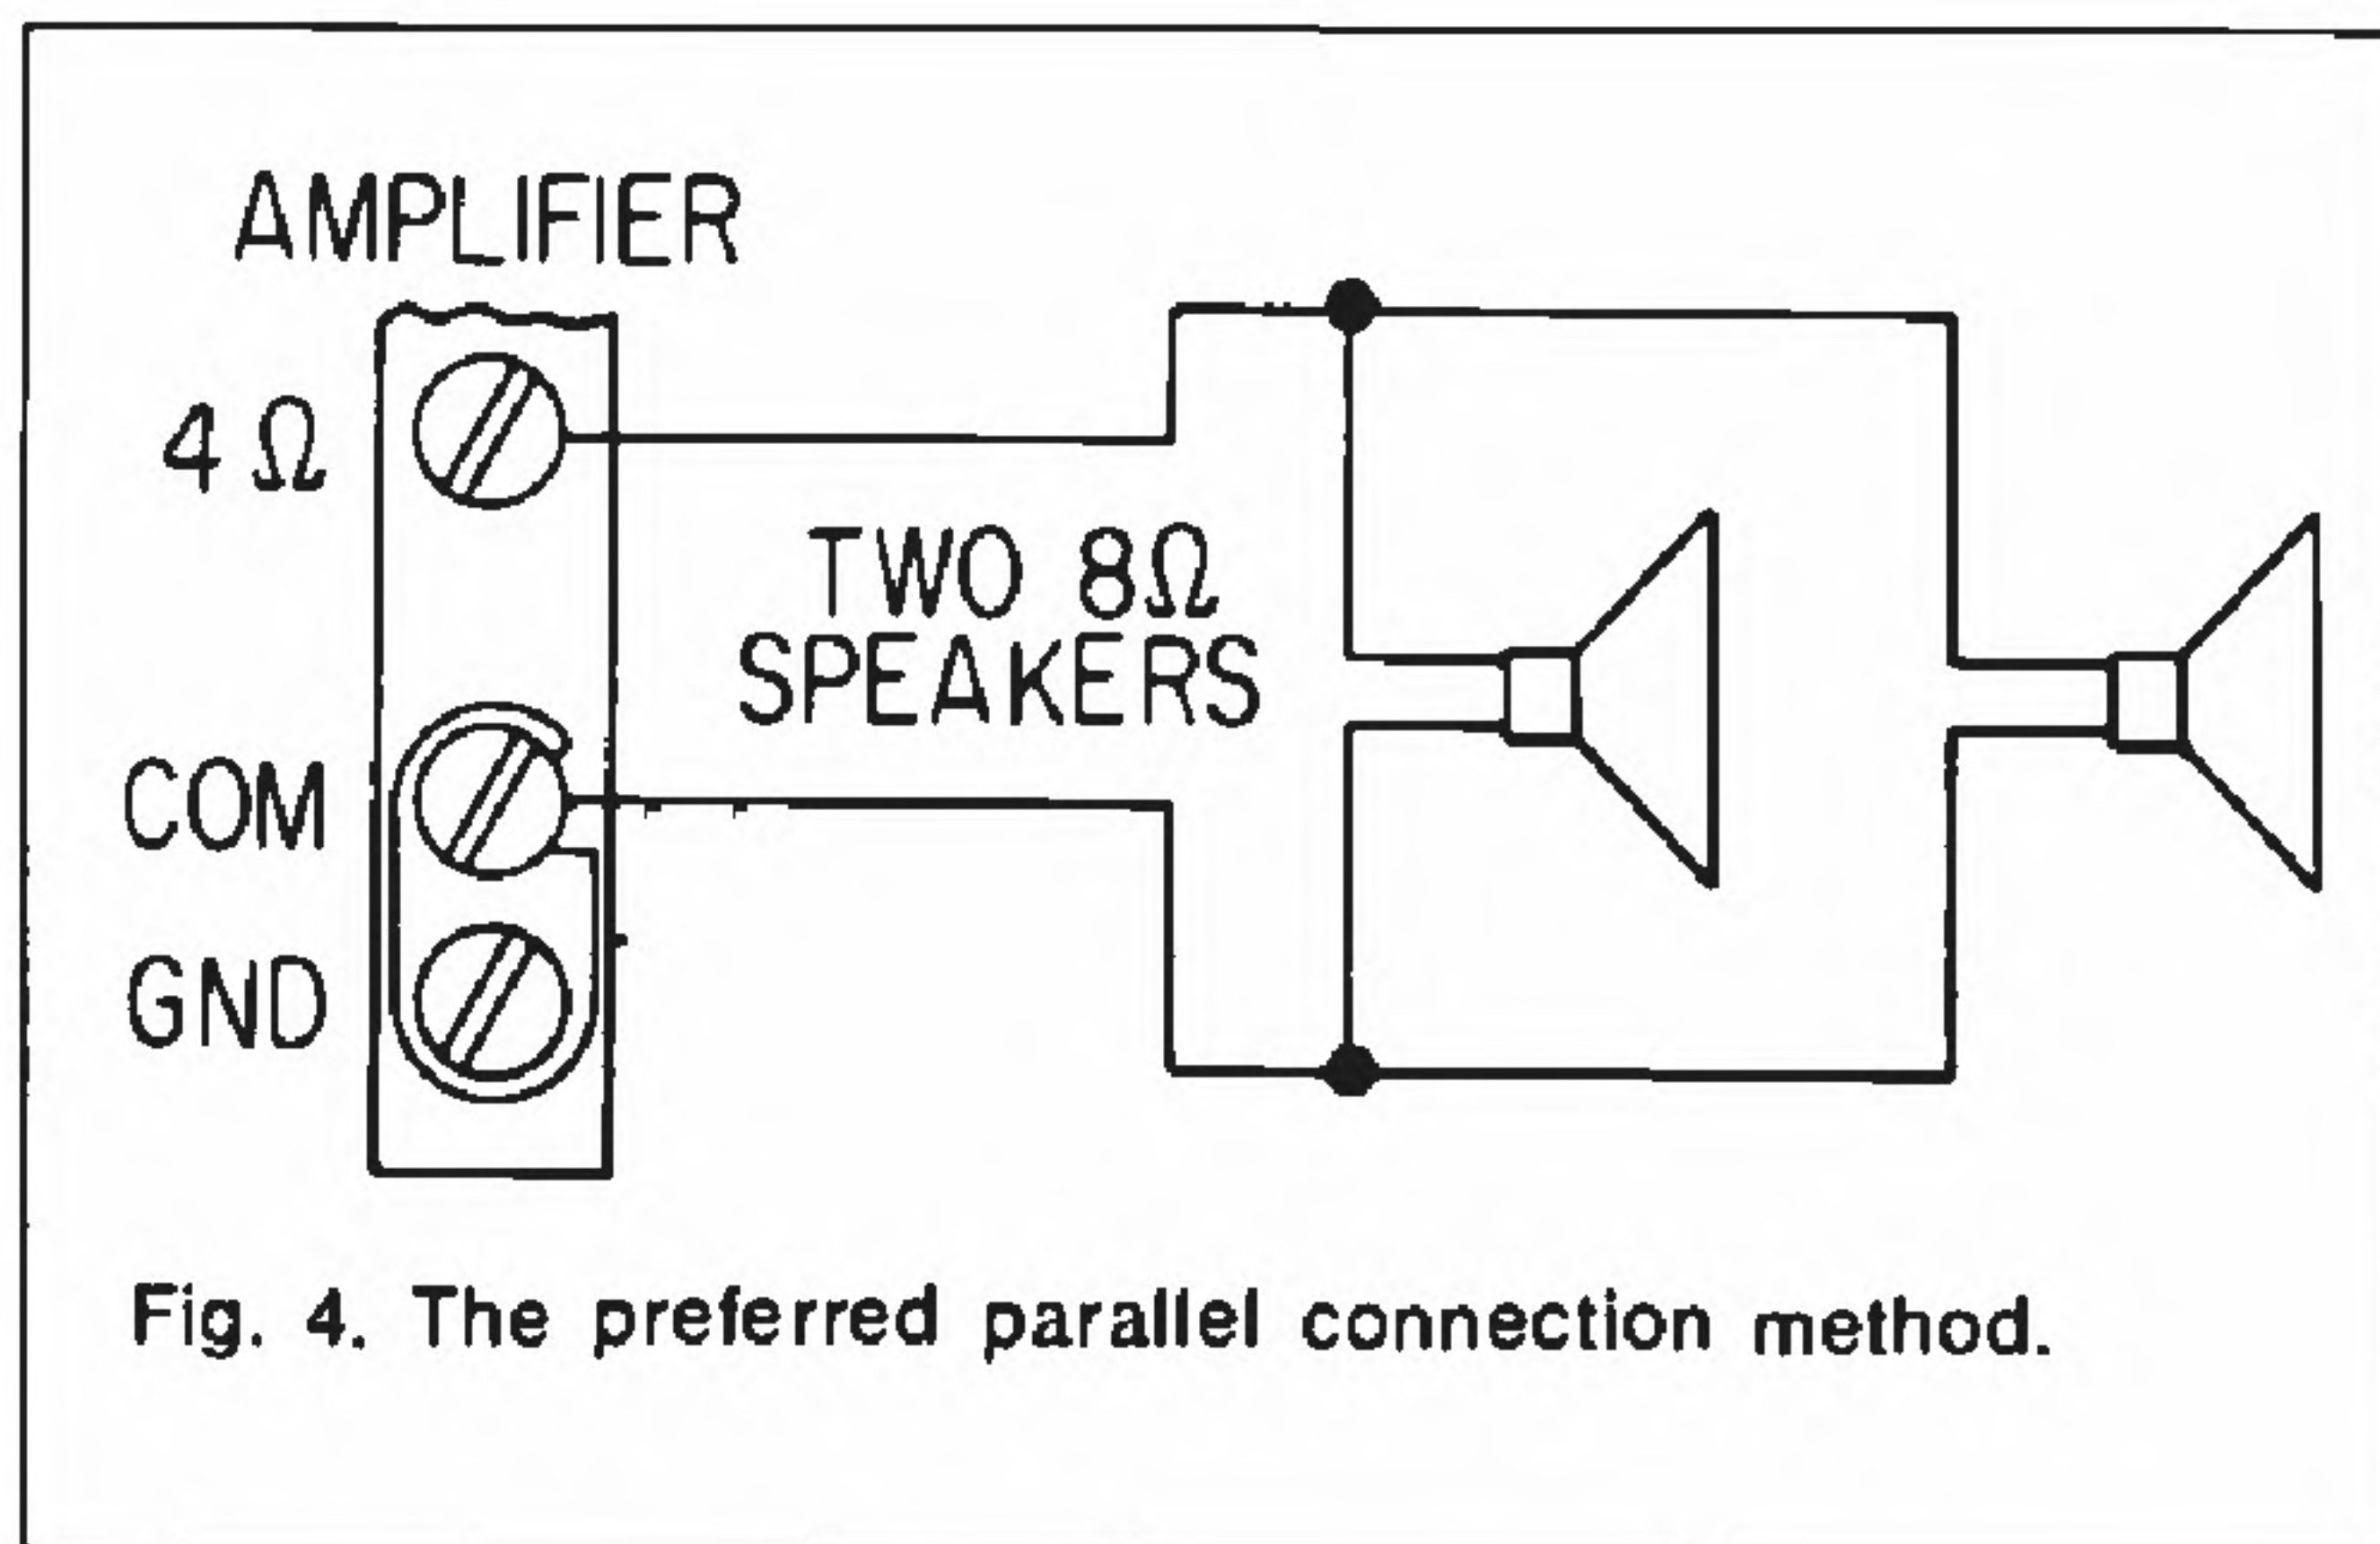 AMPLIFIER
4 Ω
TWO 8Ω
SPEAKERS
COM
GND
Fig. 4. The preferred parallel connection method.